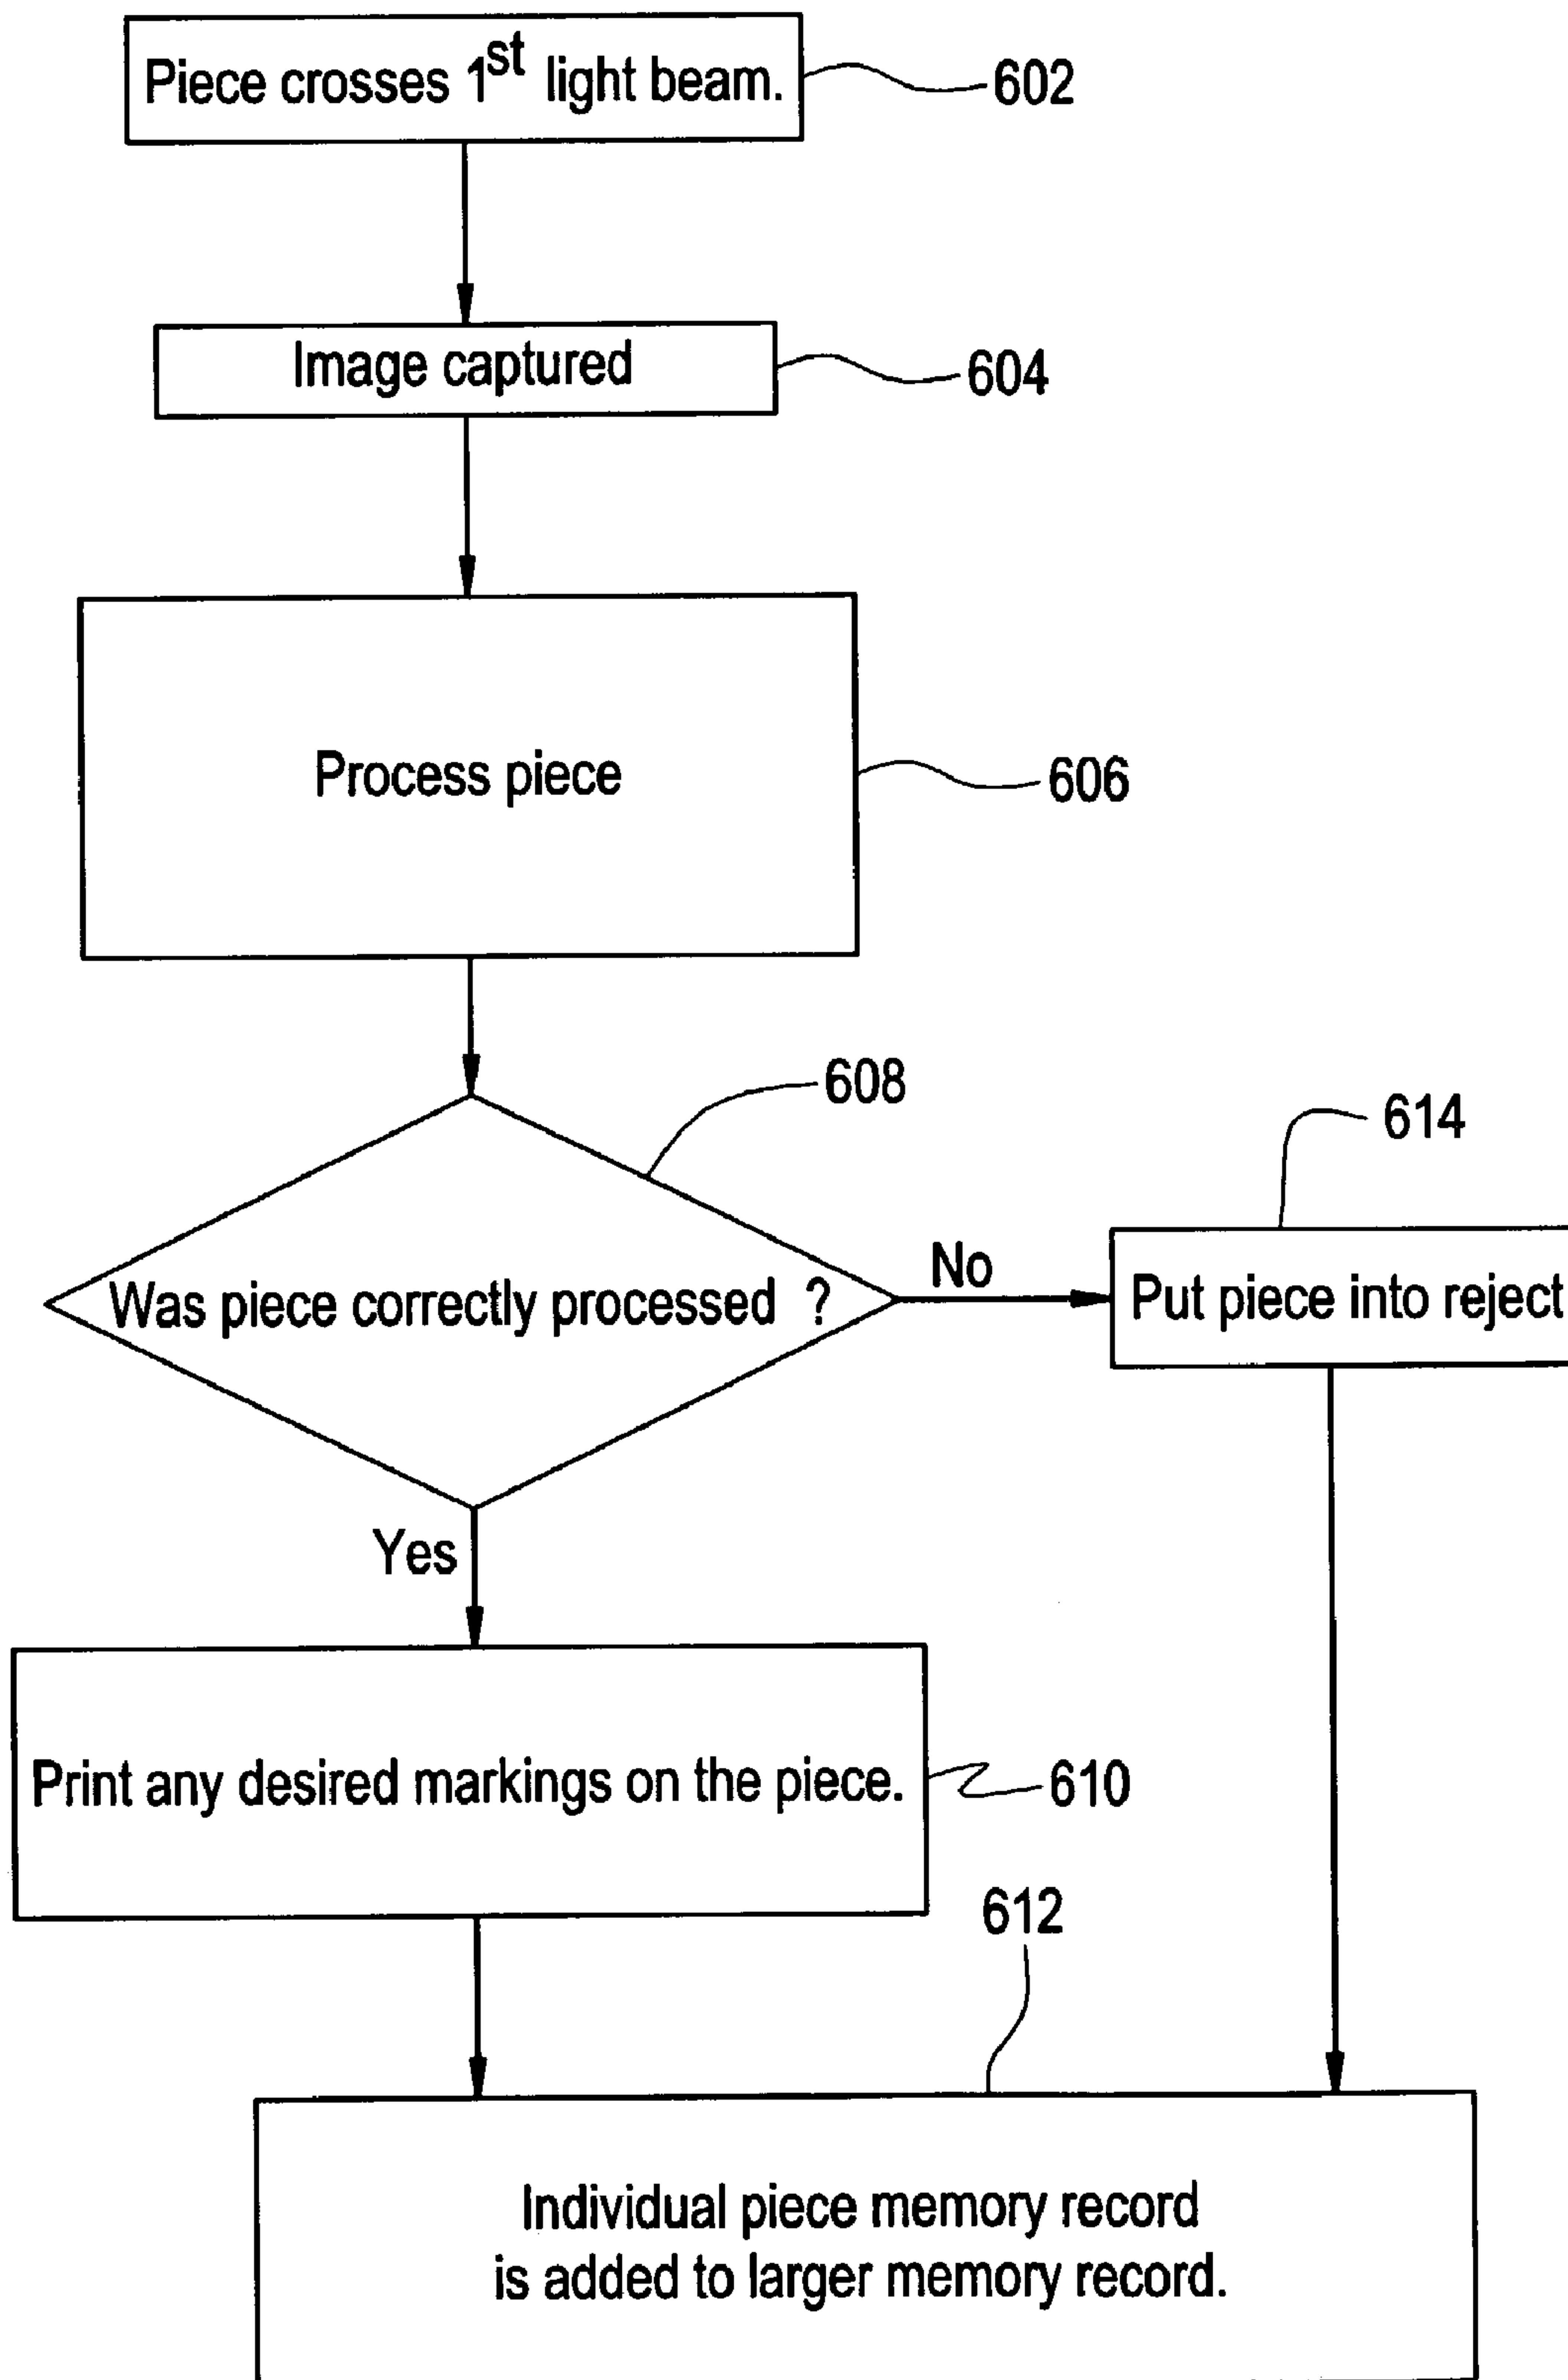 Piece crosses 1st light beam.
602
Image captured
604
Process piece
606
608
Was piece correctly processed ?
No
614
Put piece into reject
Yes
Print any desired markings on the piece.
610
612
Individual piece memory record
is added to larger memory record.